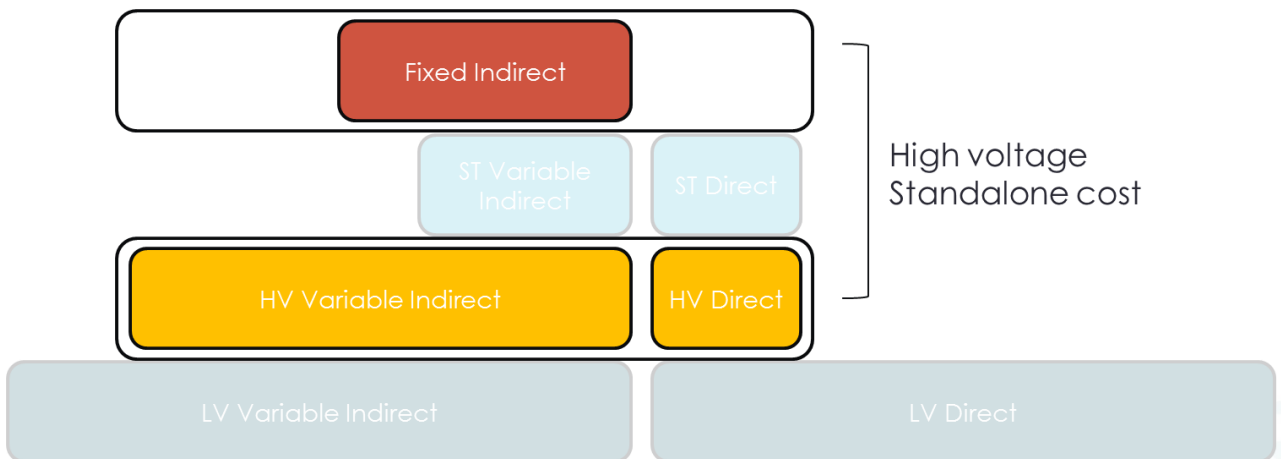 Fixed Indirect
ST Variable
Indirect
ST Direct
High voltage
Standalone cost
HV Variable Indirect
HV Direct
LV Variable Indirect
LV Direct